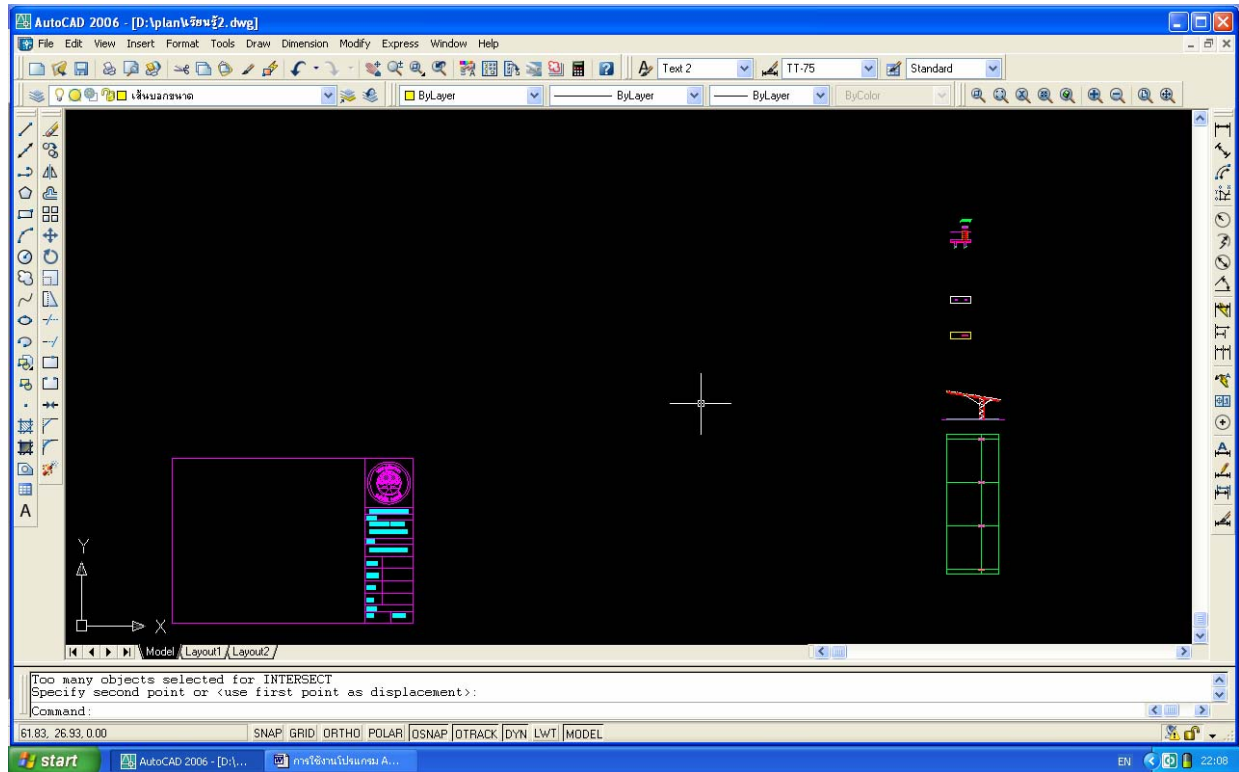 AutoCAD 2006 - [D:\plan\เรียนรู้2.dwg]
File Edit View Insert Format Tools Draw Dimension Modify Express Window Help
Text 2 TT-75 Standard
เส้นบอกขนาด ByLayer ByLayer ByLayer ByColor
A
Y
X
Model Layout1 Layout2
Too many objects selected for INTERSECT
Specify second point or <use first point as displacement>:
Command:
61.83, 26.93, 0.00 SNAP GRID ORTHO POLAR OSNAP OTRACK DYN LWT MODEL
start AutoCAD 2006 - [D:\... การใช้งานโปรแกรม A... EN 22:08